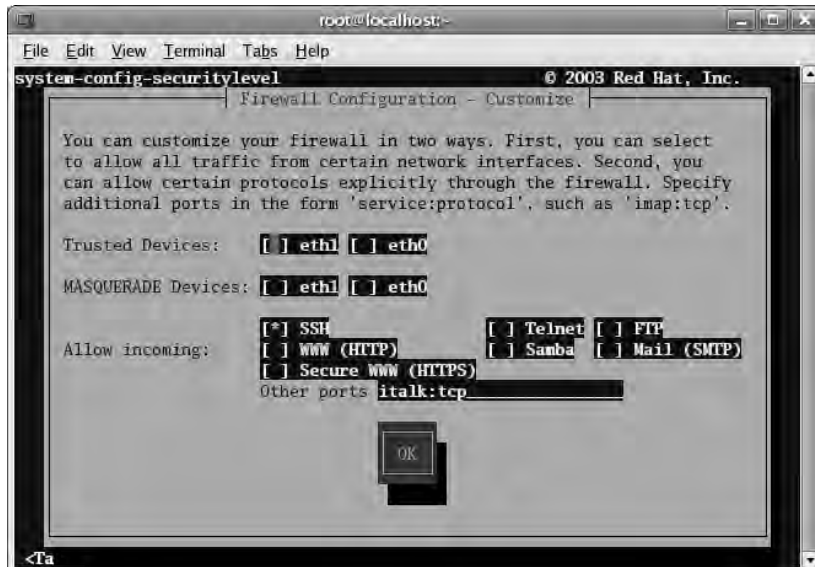 root@localhost:~
File Edit View Terminal Tabs Help
system-config-securitylevel © 2003 Red Hat, Inc.
Firewall Configuration - Customize
You can customize your firewall in two ways. First, you can select
to allow all traffic from certain network interfaces. Second, you
can allow certain protocols explicitly through the firewall. Specify
additional ports in the form 'service:protocol', such as 'imap:tcp'.
Trusted Devices: [ ] eth1 [ ] eth0
MASQUERADE Devices: [ ] eth1 [ ] eth0
[*] SSH [ ] Telnet [ ] FTP
Allow incoming: [ ] WWW (HTTP) [ ] Samba [ ] Mail (SMTP)
[ ] Secure WWW (HTTPS)
Other ports italk:tcp
OK
<Ta